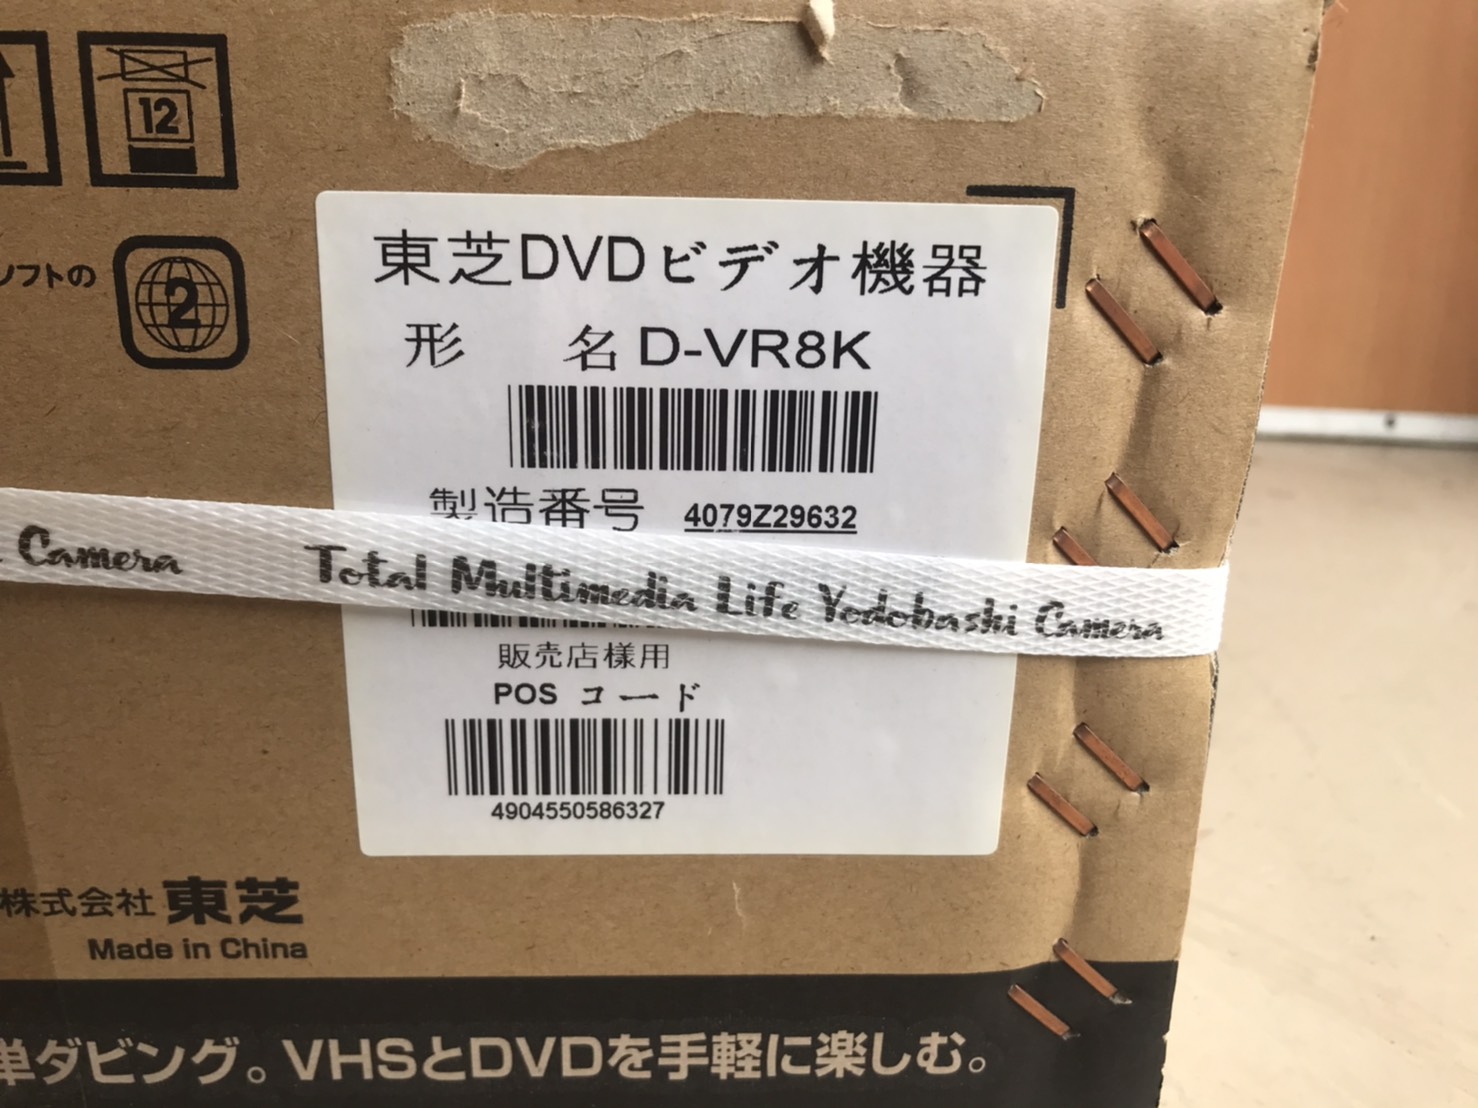 12
ソフトの
2
東芝DVDビデオ機器
形 名 D-VR8K
製造番号 4079Z29632
Camera Total Multimedia Life Yodobashi Camera
販売店様用
POS コード
4904550586327
株式会社 東芝
Made in China
単ダビング。VHSとDVDを手軽に楽しむ。